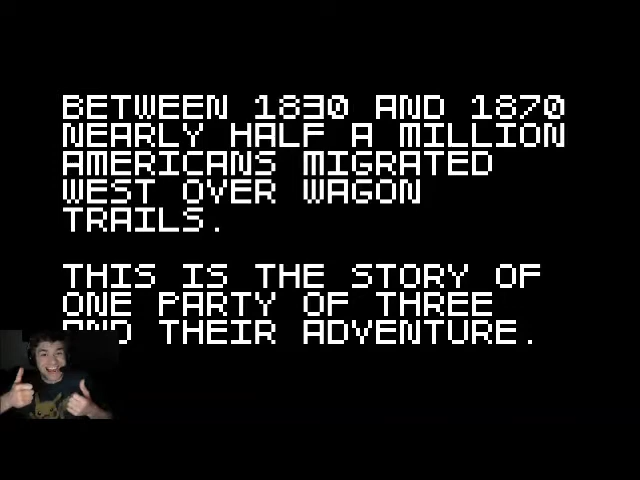 BETWEEN 1830 AND 1870
NEARLY HALF A MILLION
AMERICANS MIGRATED
WEST OVER WAGON
TRAILS.
THIS IS THE STORY OF
ONE PARTY OF THREE
AND THEIR ADVENTURE.